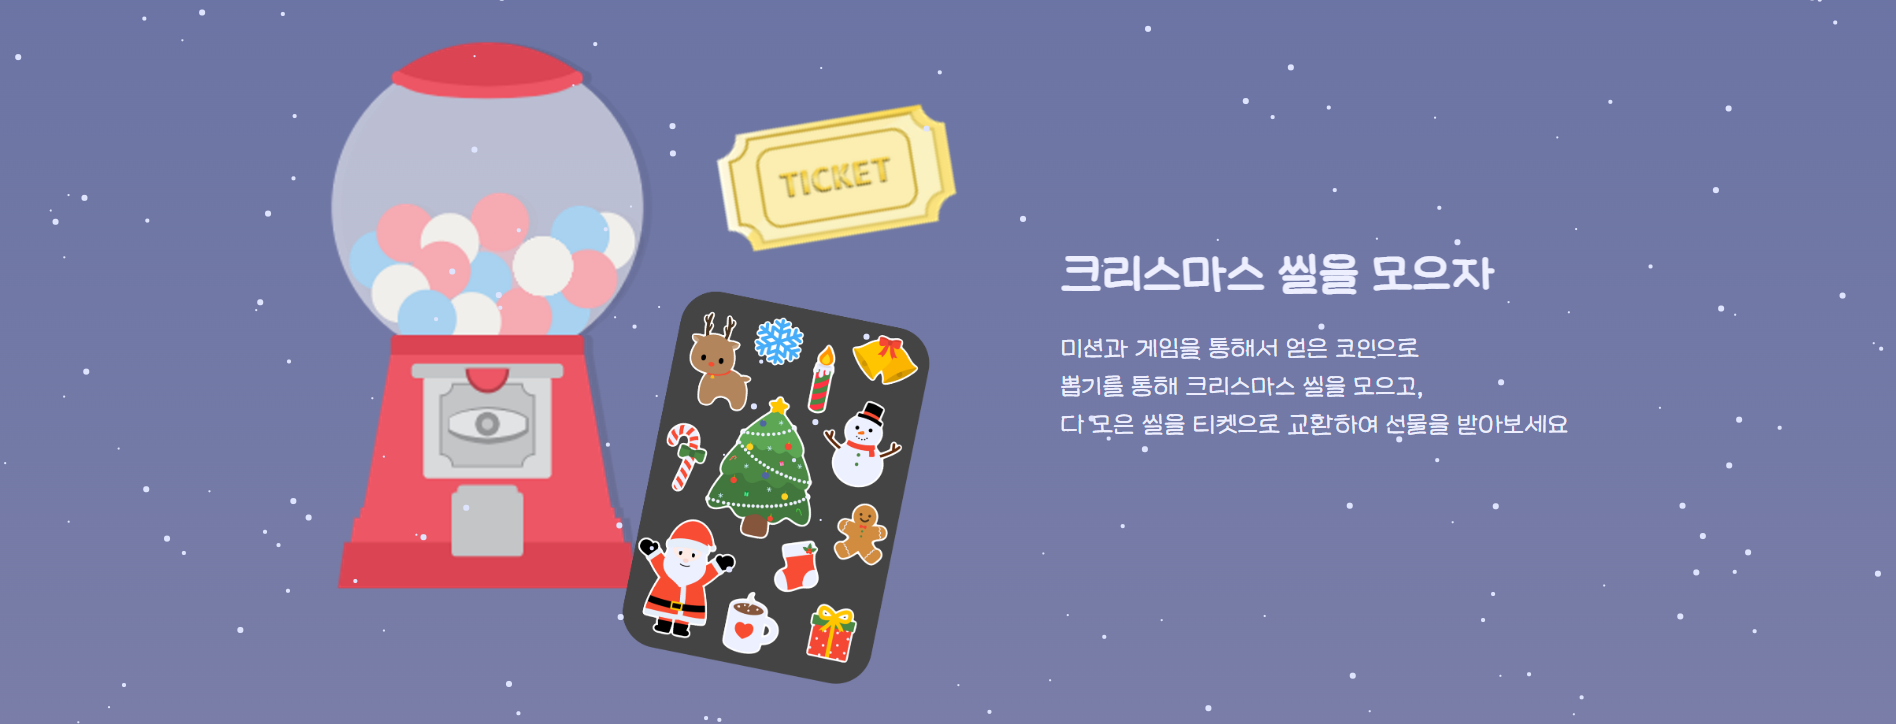 TICKET
크리스마스 씰을 모으자
미션과 게임을 통해서 얻은 코인으로
뽑기를 통해 크리스마스 씰을 모으고,
다 모은 씰을 티켓으로 교환하여 선물을 받아보세요